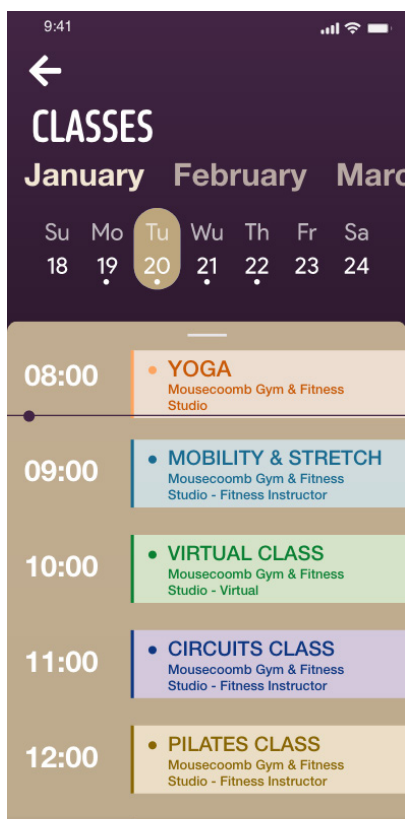 9:41
CLASSES
January February Marc
Su Mo Tu Wu Th Fr Sa
18 19 20 21 22 23 24
08:00
• YOGA
Mousecoomb Gym & Fitness
Studio
09:00
• MOBILITY & STRETCH
Mousecoomb Gym & Fitness
Studio - Fitness Instructor
10:00
• VIRTUAL CLASS
Mousecoomb Gym & Fitness
Studio - Virtual
11:00
• CIRCUITS CLASS
Mousecoomb Gym & Fitness
Studio - Fitness Instructor
12:00
• PILATES CLASS
Mousecoomb Gym & Fitness
Studio - Fitness Instructor